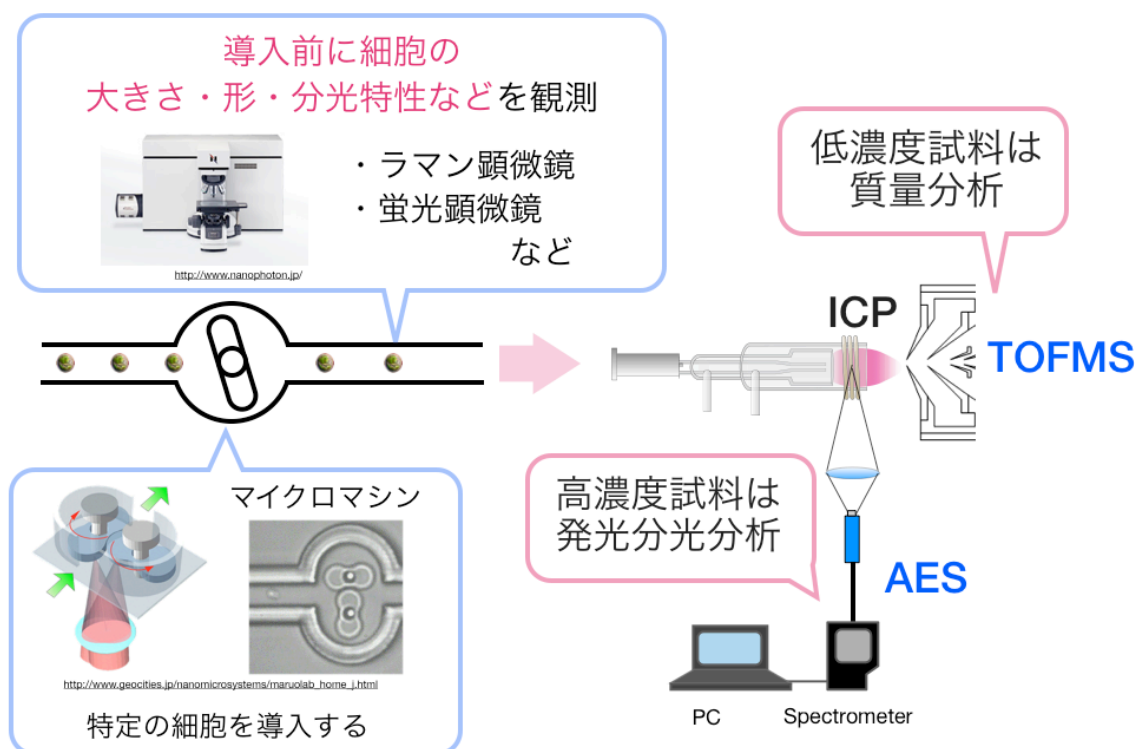 導入前に細胞の
大きさ・形・分光特性などを観測
・ラマン顕微鏡
・蛍光顕微鏡
など
http://www.nanophoton.jp/
低濃度試料は
質量分析
ICP
TOFMS
マイクロマシン
http://www.geocities.jp/nanomicrosystems/maruolab_home_j.html
特定の細胞を導入する
高濃度試料は
発光分光分析
AES
PC
Spectrometer